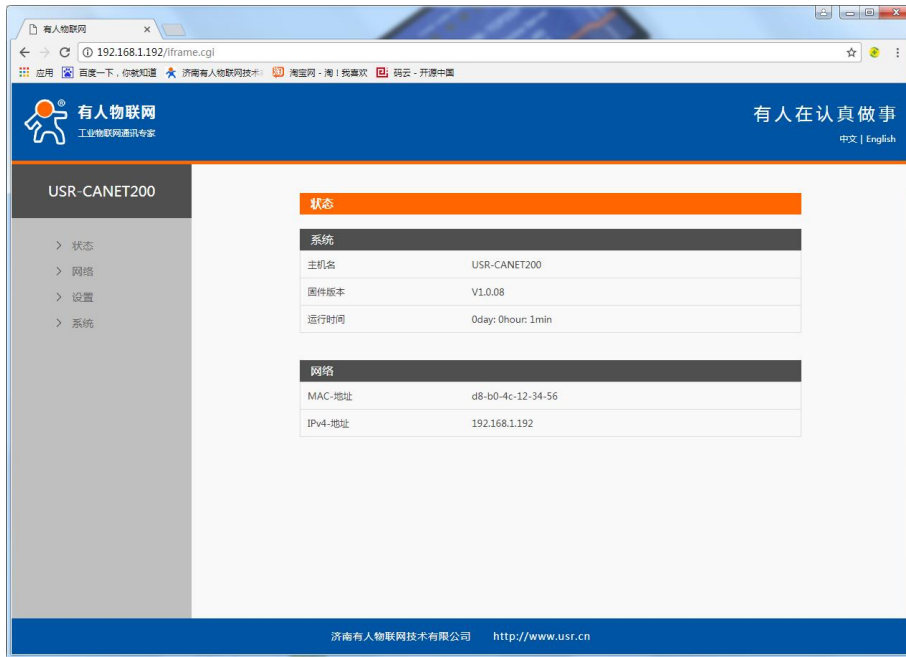 有人物联网
192.168.1.192/iframe.cgi
应用 百度一下，你就知道 济南有人物联网技术 淘宝网 - 淘！我喜欢 码云 - 开源中国
有人物联网
工业物联网通讯专家
有人在认真做事
中文 | English
USR-CANET200
状态
网络
设置
系统
状态
系统
主机名 USR-CANET200
固件版本 V1.0.08
运行时间 0day: 0hour: 1min
网络
MAC-地址 d8-b0-4c-12-34-56
IPv4-地址 192.168.1.192
济南有人物联网技术有限公司 http://www.usr.cn